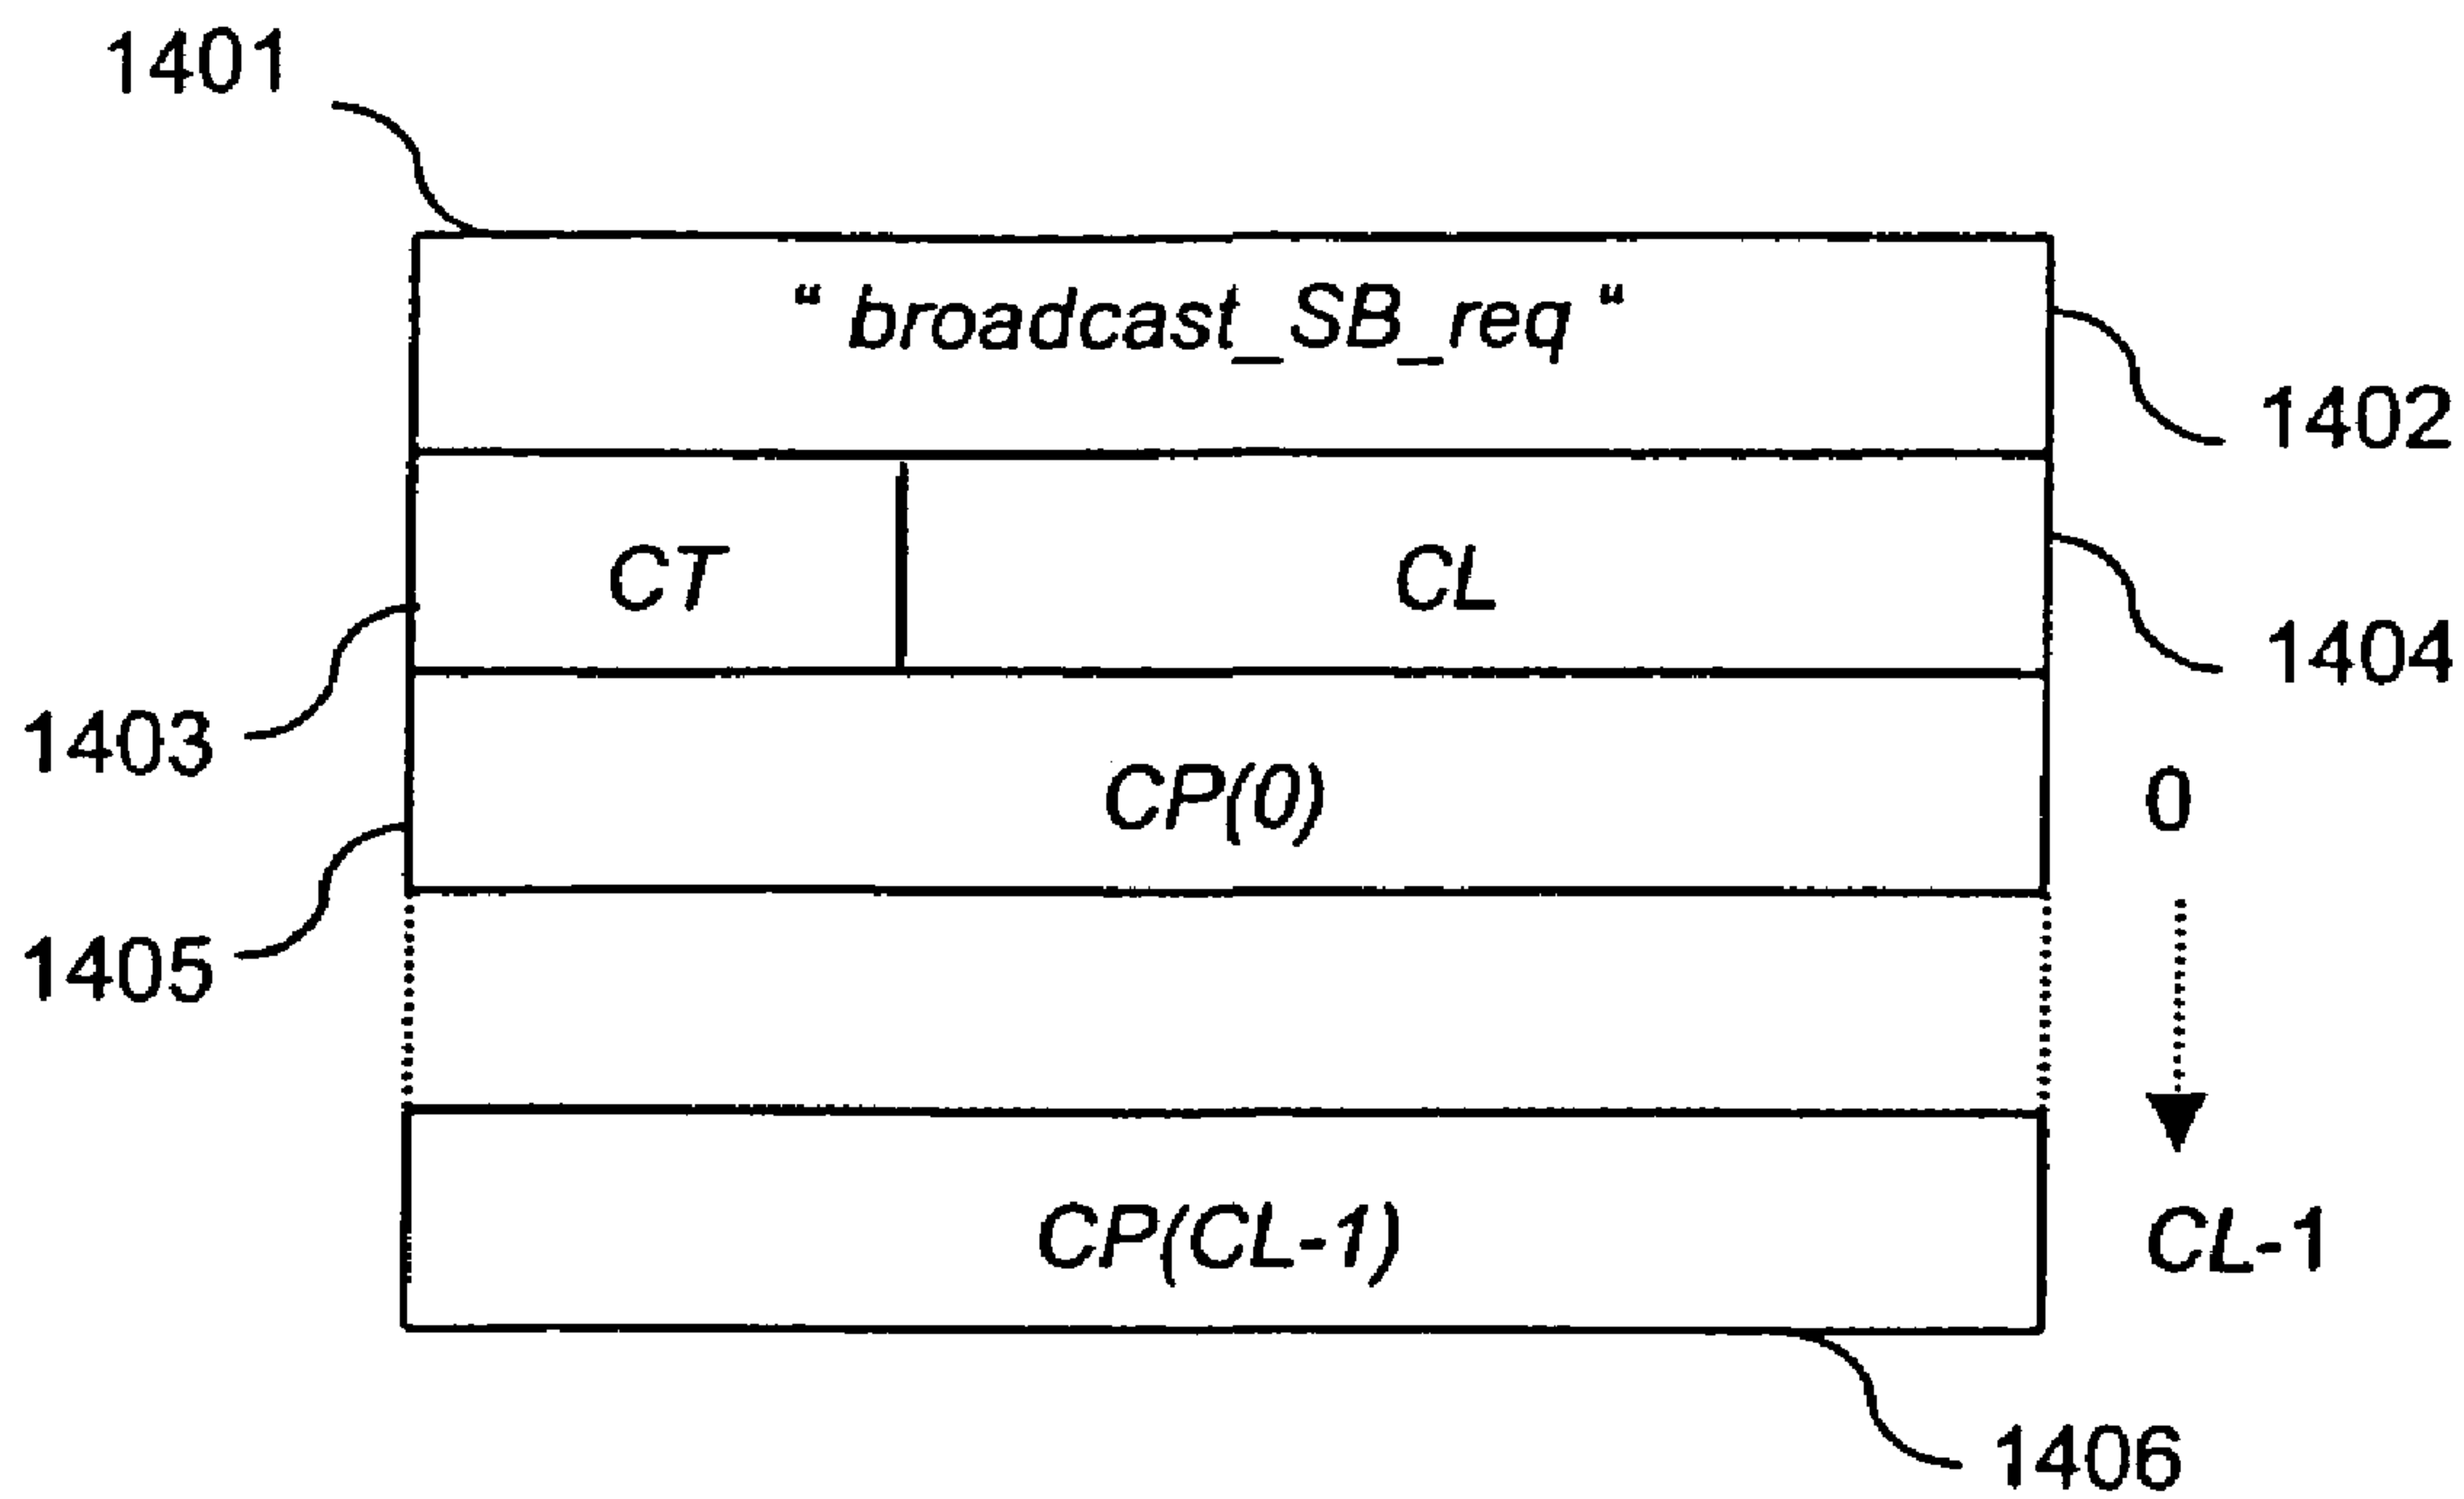 1401
“ broadcast_SB_req “
1402
CT CL
1404
1403
CP(0) 0
1405
CP(CL-1) CL-1
1406